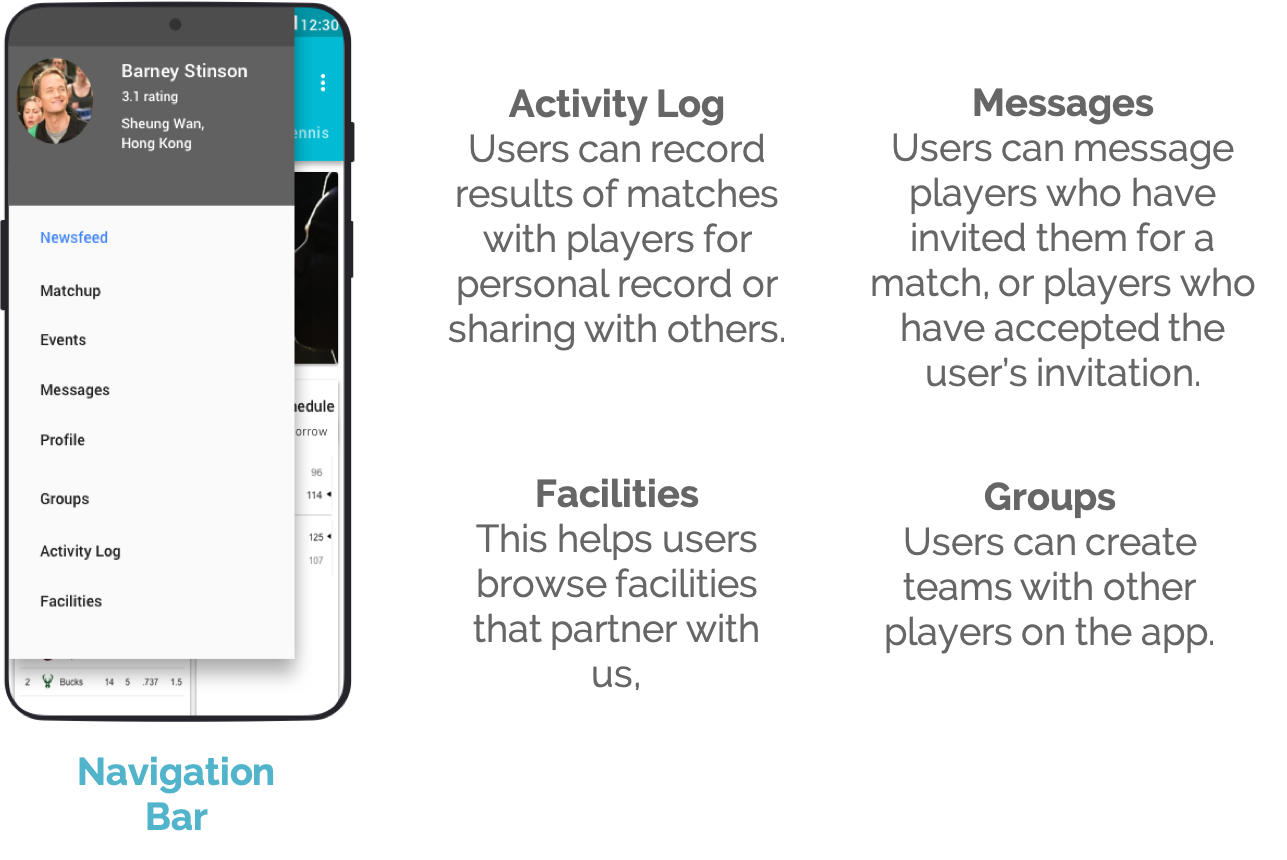 12:30
Barney Stinson
3.1 rating
Sheung Wan,
Hong Kong
ennis
Newsfeed
Matchup
Events
Messages
Profile
Groups
Activity Log
Facilities
hedule
orrow
96
114
125
107
2 Bucks 14 5 .737 1.5
Navigation
Bar
Activity Log
Users can record
results of matches
with players for
personal record or
sharing with others.
Messages
Users can message
players who have
invited them for a
match, or players who
have accepted the
user's invitation.
Facilities
This helps users
browse facilities
that partner with
us,
Groups
Users can create
teams with other
players on the app.